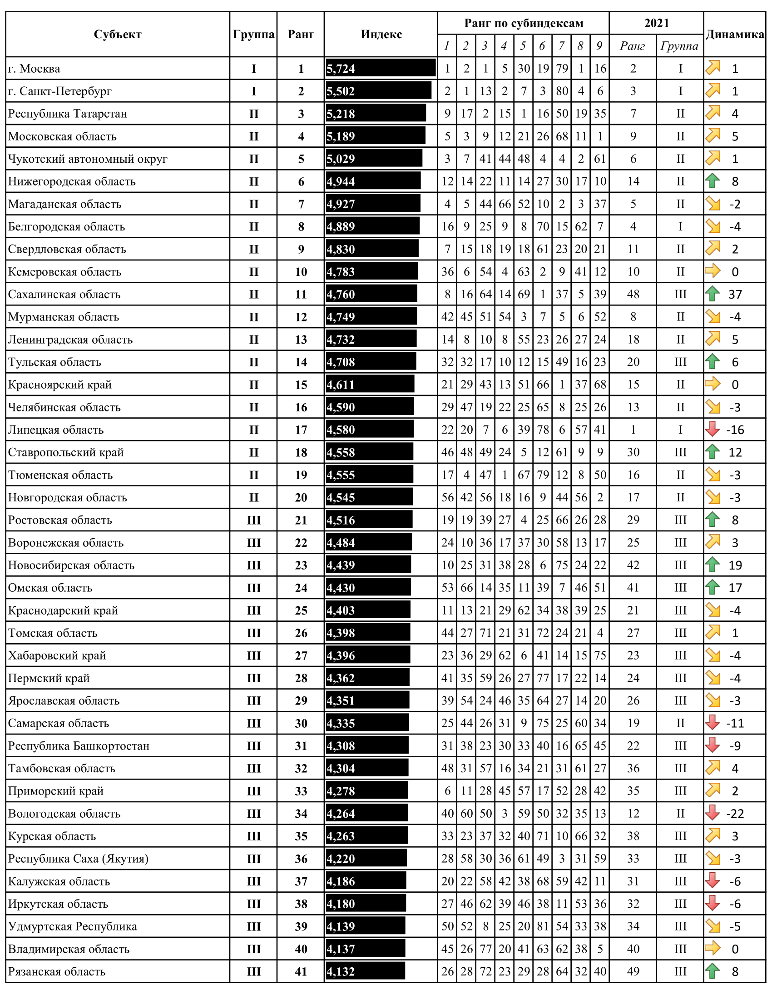 Субъект Группа Ранг Индекс Ранг по субиндексам 2021 Динамика
1 2 3 4 5 6 7 8 9 Ранг Группа
г. Москва I 1 5,724 1 2 1 5 30 19 79 1 16 2 I 1
г. Санкт-Петербург I 2 5,502 2 1 13 2 7 3 80 4 6 3 I 1
Республика Татарстан II 3 5,218 9 17 2 15 1 16 50 19 35 7 II 4
Московская область II 4 5,189 5 3 9 12 21 26 68 11 1 9 II 5
Чукотский автономный округ II 5 5,029 3 7 41 44 48 4 4 2 61 6 II 1
Нижегородская область II 6 4,944 12 14 22 11 14 27 30 17 10 14 II 8
Магаданская область II 7 4,927 4 5 44 66 52 10 2 3 37 5 II -2
Белгородская область II 8 4,889 16 9 25 9 8 70 15 62 7 4 I -4
Свердловская область II 9 4,830 7 15 18 19 18 61 23 20 21 11 II 2
Кемеровская область II 10 4,783 36 6 54 4 63 2 9 41 12 10 II 0
Сахалинская область II 11 4,760 8 16 64 14 69 1 37 5 39 48 III 37
Мурманская область II 12 4,749 42 45 51 54 3 7 5 6 52 8 II -4
Ленинградская область II 13 4,732 14 8 10 8 55 23 26 27 24 18 II 5
Тульская область II 14 4,708 32 32 17 10 12 15 49 16 23 20 III 6
Красноярский край II 15 4,611 21 29 43 13 51 66 1 37 68 15 II 0
Челябинская область II 16 4,590 29 47 19 22 25 65 8 25 26 13 II -3
Липецкая область II 17 4,580 22 20 7 6 39 78 6 57 41 1 I -16
Ставропольский край II 18 4,558 46 48 49 24 5 12 61 9 9 30 III 12
Тюменская область II 19 4,555 17 4 47 1 67 79 12 8 50 16 II -3
Новгородская область II 20 4,545 56 42 56 18 16 9 44 56 2 17 II -3
Ростовская область III 21 4,516 19 19 39 27 4 25 66 26 28 29 III 8
Воронежская область III 22 4,484 24 10 36 17 37 30 58 13 17 25 III 3
Новосибирская область III 23 4,439 10 25 31 38 28 6 75 24 22 42 III 19
Омская область III 24 4,430 53 66 14 35 11 39 7 46 51 41 III 17
Краснодарский край III 25 4,403 11 13 21 29 62 34 38 39 25 21 III -4
Томская область III 26 4,398 44 27 71 21 31 72 24 21 4 27 III 1
Хабаровский край III 27 4,396 23 36 29 62 6 41 14 15 75 23 III -4
Пермский край III 28 4,362 41 35 59 26 27 77 17 22 14 24 III -4
Ярославская область III 29 4,351 39 54 24 46 35 64 27 14 20 26 III -3
Самарская область III 30 4,335 25 44 26 31 9 75 25 60 34 19 II -11
Республика Башкортостан III 31 4,308 31 38 23 30 33 40 16 65 45 22 III -9
Тамбовская область III 32 4,304 48 31 57 16 34 21 31 61 27 36 III 4
Приморский край III 33 4,278 6 11 28 45 57 17 52 28 42 35 III 2
Вологодская область III 34 4,264 40 60 50 3 59 50 32 35 13 12 II -22
Курская область III 35 4,263 33 23 37 32 40 71 10 66 32 38 III 3
Республика Саха (Якутия) III 36 4,220 28 58 30 36 61 49 3 31 59 33 III -3
Калужская область III 37 4,186 20 22 58 42 38 68 59 42 11 31 III -6
Иркутская область III 38 4,180 27 46 62 39 46 38 11 53 36 32 III -6
Удмуртская Республика III 39 4,139 50 52 8 25 20 81 54 33 38 34 III -5
Владимирская область III 40 4,137 45 26 77 20 41 63 62 38 5 40 III 0
Рязанская область III 41 4,132 26 28 72 23 29 28 64 32 40 49 III 8